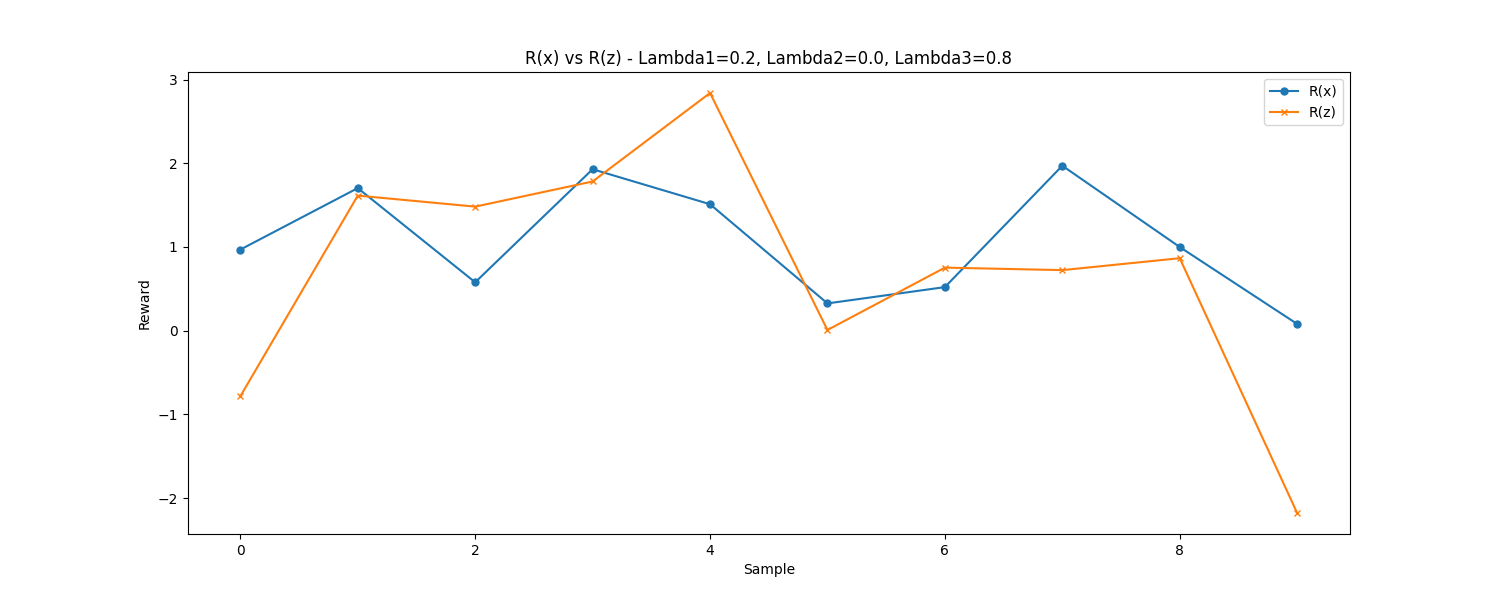 R(x) vs R(z) - Lambda1=0.2, Lambda2=0.0, Lambda3=0.8
R(x)
R(z)
3
2
1
0
−1
−2
Reward
0 2 4 6 8
Sample